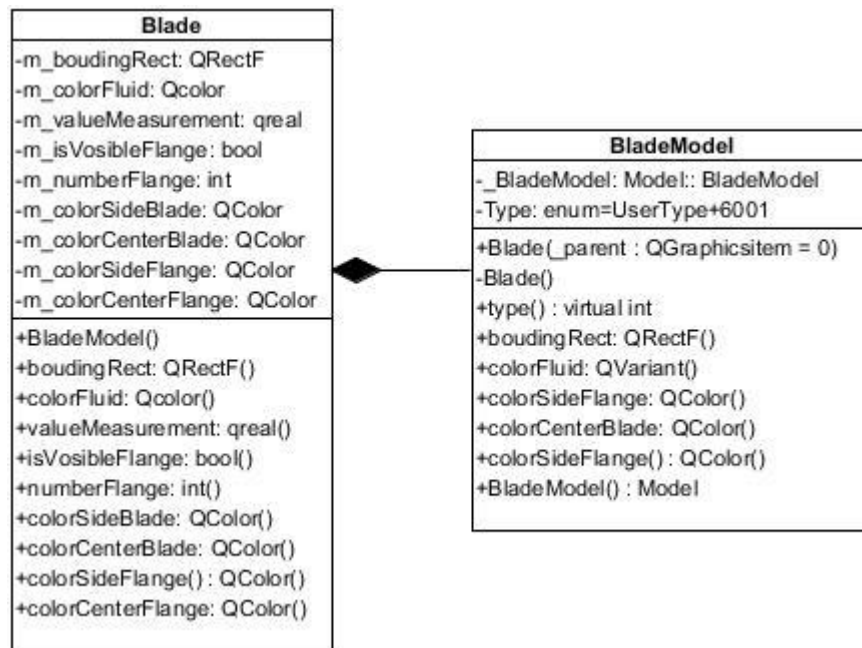 Blade
-m_boudingRect: QRectF
-m_colorFluid: Qcolor
-m_valueMeasurement: qreal
-m_isVosibleFlange: bool
-m_numberFlange: int
-m_colorSideBlade: QColor
-m_colorCenterBlade: QColor
-m_colorSideFlange: QColor
-m_colorCenterFlange: QColor
+BladeModel()
+boudingRect: QRectF()
+colorFluid: Qcolor()
+valueMeasurement: qreal()
+isVosibleFlange: bool()
+numberFlange: int()
+colorSideBlade: QColor()
+colorCenterBlade: QColor()
+colorSideFlange() : QColor()
+colorCenterFlange: QColor()
BladeModel
-_BladeModel: Model:: BladeModel
-Type: enum=UserType+6001
+Blade(_parent : QGraphicsitem = 0)
-Blade()
+type() : virtual int
+boudingRect: QRectF()
+colorFluid: QVariant()
+colorSideFlange: QColor()
+colorCenterBlade: QColor()
+colorSideFlange() : QColor()
+BladeModel() : Model